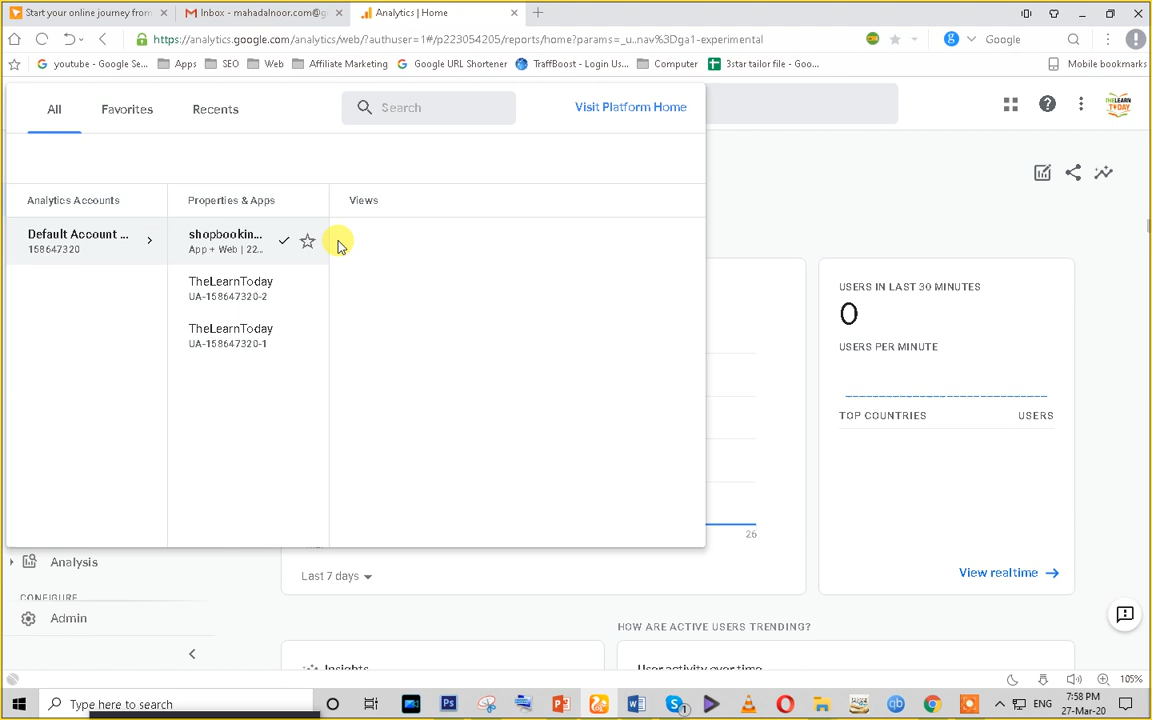 Start your online journey from
Inbox - mahadalnoor.com@g
Analytics | Home
https://analytics.google.com/analytics/web/?authuser=1#/p223054205/reports/home?params=_u..nav%3Dga1-experimental
Google
youtube - Google Se...
Apps
SEO
Web
Affiliate Marketing
Google URL Shortener
TraffBoost - Login Us...
Computer
3star tailor file - Goo...
Mobile bookmarks
All
Favorites
Recents
Search
Visit Platform Home
THELEARN
TODAY
Analytics Accounts
Properties & Apps
Views
Default Account ...
158647320
shopbookin...
App + Web | 22...
TheLearnToday
UA-158647320-2
TheLearnToday
UA-158647320-1
USERS IN LAST 30 MINUTES
0
USERS PER MINUTE
TOP COUNTRIES
USERS
26
Analysis
Last 7 days
View realtime
CONFIGURE
Admin
HOW ARE ACTIVE USERS TRENDING?
Insights
User activity over time
105%
Type here to search
ENG
7:58 PM
27-Mar-20